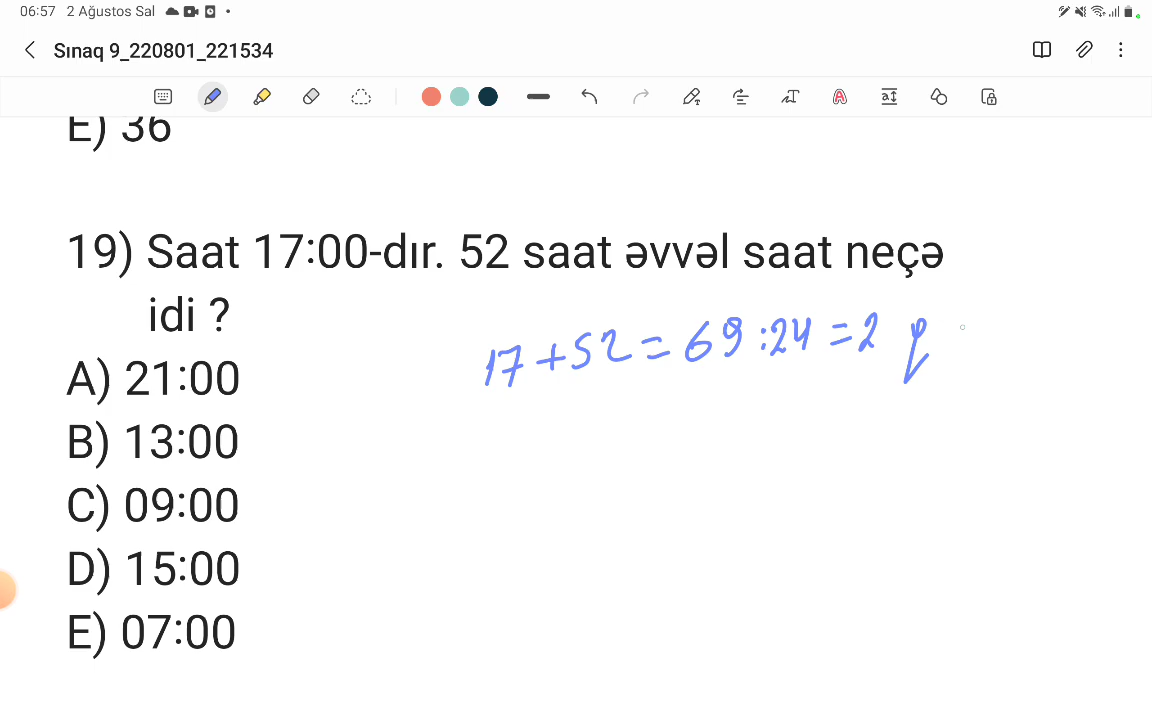 06:57 2 Ağustos Sal
Sınaq 9_220801_221534
E) 36
19) Saat 17:00-dır. 52 saat əvvəl saat neçə
idi ?
17+52=69:24=2 q
A) 21:00
B) 13:00
C) 09:00
D) 15:00
E) 07:00